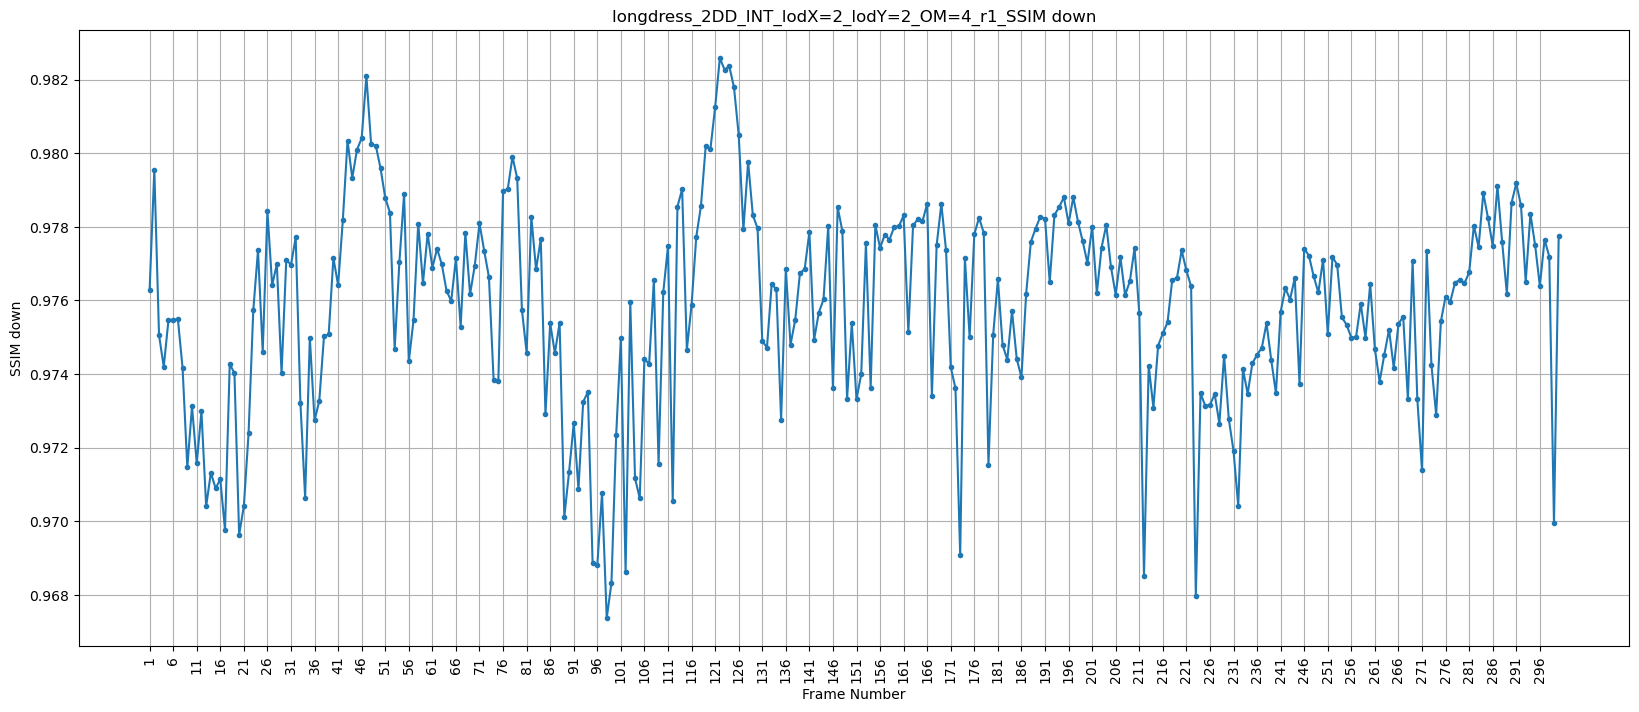 longdress_2DD_INT_lodX=2_lodY=2_OM=4_r1_SSIM down
SSIM down
0.982
0.980
0.978
0.976
0.974
0.972
0.970
0.968
1 6 11 16 21 26 31 36 41 46 51 56 61 66 71 76 81 86 91 96 101 106 111 116 121 126 131 136 141 146 151 156 161 166 171 176 181 186 191 196 201 206 211 216 221 226 231 236 241 246 251 256 261 266 271 276 281 286 291 296
Frame Number